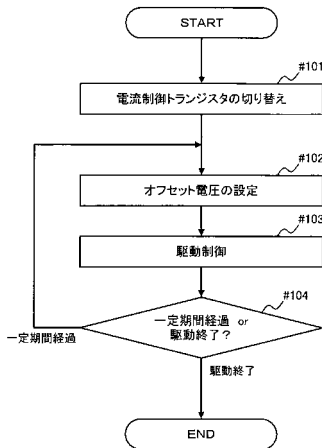 START
#101
電流制御トランジスタの切り替え
#102
オフセット電圧の設定
#103
駆動制御
#104
一定期間経過 or
駆動終了?
一定期間経過
駆動終了
END